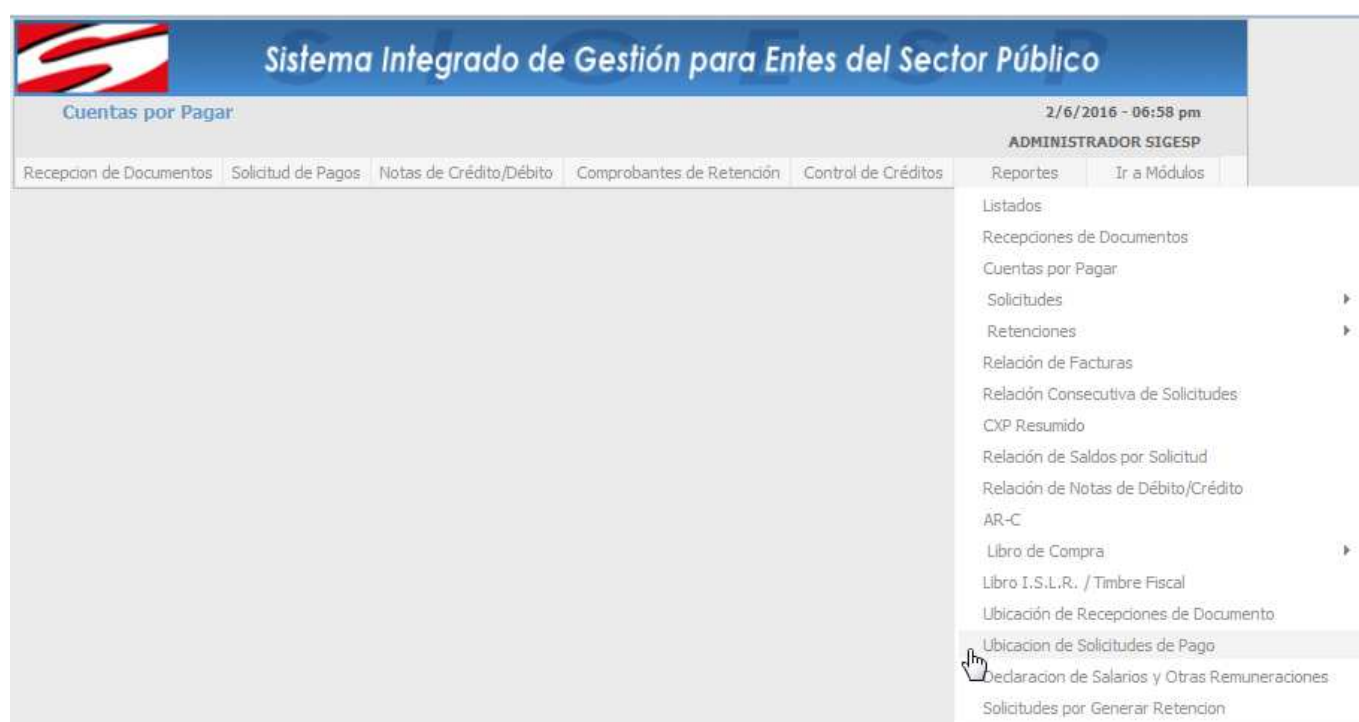 Sistema Integrado de Gestión para Entes del Sector Público
S I G E S P
Cuentas por Pagar
2/6/2016 - 06:58 pm
ADMINISTRADOR SIGESP
Recepcion de Documentos Solicitud de Pagos Notas de Crédito/Débito Comprobantes de Retención Control de Créditos Reportes Ir a Módulos
Listados
Recepciones de Documentos
Cuentas por Pagar
Solicitudes
Retenciones
Relación de Facturas
Relación Consecutiva de Solicitudes
CXP Resumido
Relación de Saldos por Solicitud
Relación de Notas de Débito/Crédito
AR-C
Libro de Compra
Libro I.S.L.R. / Timbre Fiscal
Ubicación de Recepciones de Documento
Ubicacion de Solicitudes de Pago
Declaracion de Salarios y Otras Remuneraciones
Solicitudes por Generar Retencion